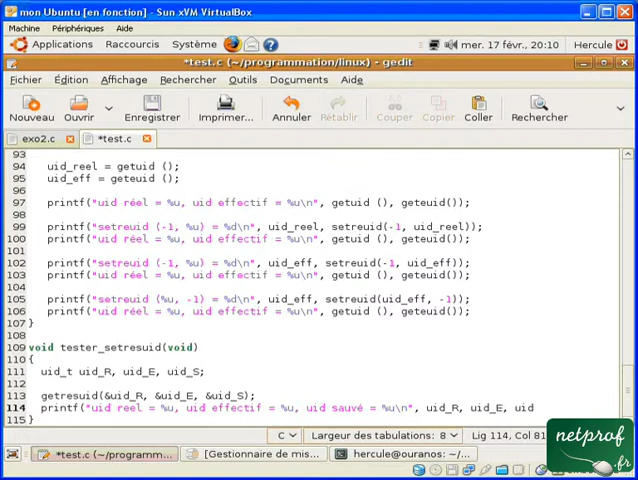 mon Ubuntu [en fonction] - Sun xVM VirtualBox
Machine Périphériques Aide
Applications Raccourcis Système mer. 17 févr., 20:10 Hercule
*test.c (~/programmation/linux) - gedit
Fichier Édition Affichage Rechercher Outils Documents Aide
Nouveau Ouvrir Enregistrer Imprimer... Annuler Rétablir Couper Copier Coller Rechercher
exo2.c *test.c
93
94 uid_reel = getuid ();
95 uid_eff = geteuid ();
96
97 printf("uid réel = %u, uid effectif = %u\n", getuid (), geteuid());
98
99 printf("setreuid (-1, %u) = %d\n", uid_reel, setreuid(-1, uid_reel));
100 printf("uid réel = %u, uid effectif = %u\n", getuid (), geteuid());
101
102 printf("setreuid (-1, %u) = %d\n", uid_eff, setreuid(-1, uid_eff));
103 printf("uid réel = %u, uid effectif = %u\n", getuid (), geteuid());
104
105 printf("setreuid (%u, -1) = %d\n", uid_eff, setreuid(uid_eff, -1));
106 printf("uid réel = %u, uid effectif = %u\n", getuid (), geteuid());
107 }
108
109 void tester_setresuid(void)
110 {
111 uid_t uid_R, uid_E, uid_S;
112
113 getresuid(&uid_R, &uid_E, &uid_S);
114 printf("uid reel = %u, uid effectif = %u, uid sauvé = %u\n", uid_R, uid_E, uid
115 }
C Largeur des tabulations: 8 Lig 114, Col 81
*test.c (~/programm... [Gestionnaire de mis... hercule@ouranos: ~/...
netprof
.fr